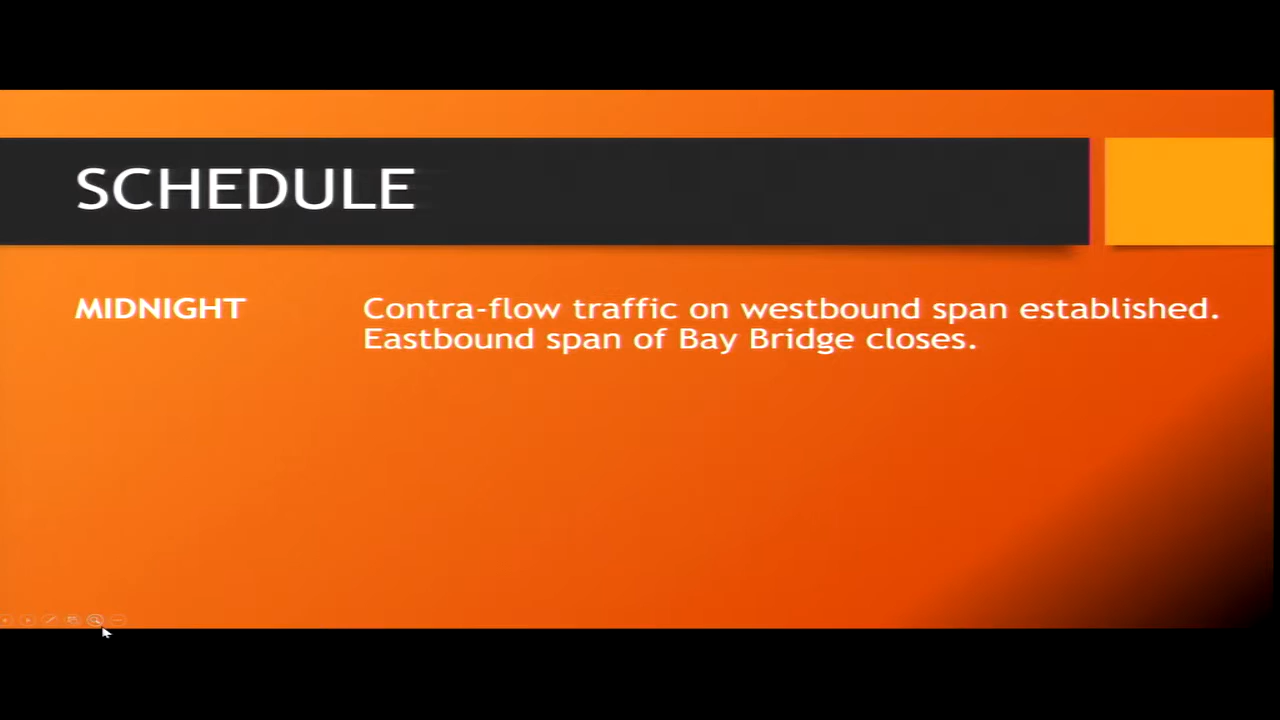 SCHEDULE
MIDNIGHT Contra-flow traffic on westbound span established.
Eastbound span of Bay Bridge closes.